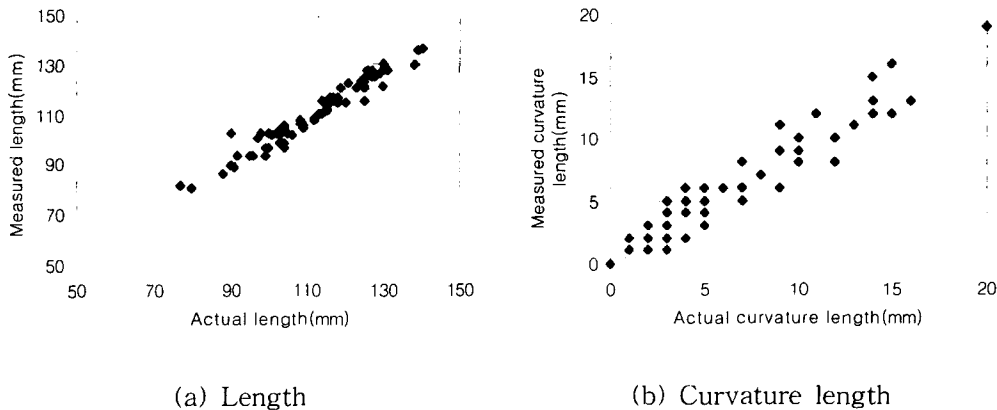 150
130
110
90
70
50
Measured length(mm)
50 70 90 110 130 150
Actual length(mm)
(a) Length
20
15
10
5
0
Measured curvature
length(mm)
0 5 10 15 20
Actual curvature length(mm)
(b) Curvature length